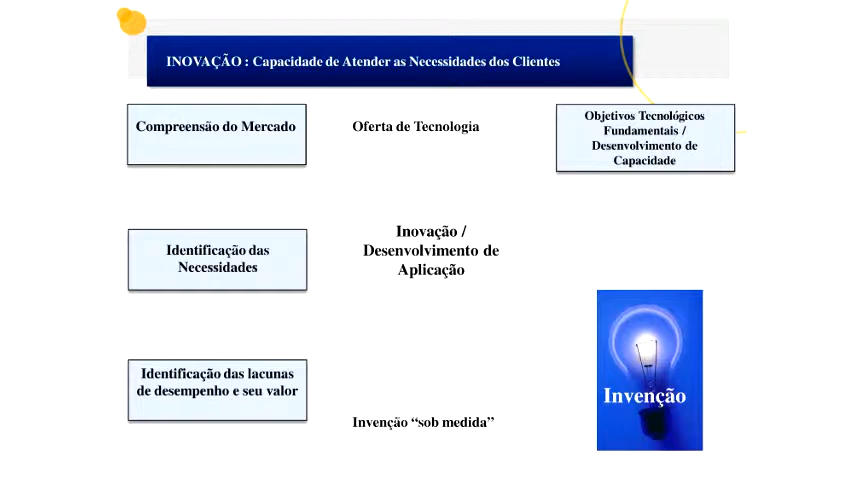 INOVAÇÃO : Capacidade de Atender as Necessidades dos Clientes
Compreensão do Mercado
Oferta de Tecnologia
Objetivos Tecnológicos
Fundamentais /
Desenvolvimento de
Capacidade
Identificação das
Necessidades
Inovação /
Desenvolvimento de
Aplicação
Identificação das lacunas
de desempenho e seu valor
Invenção “sob medida”
Invenção